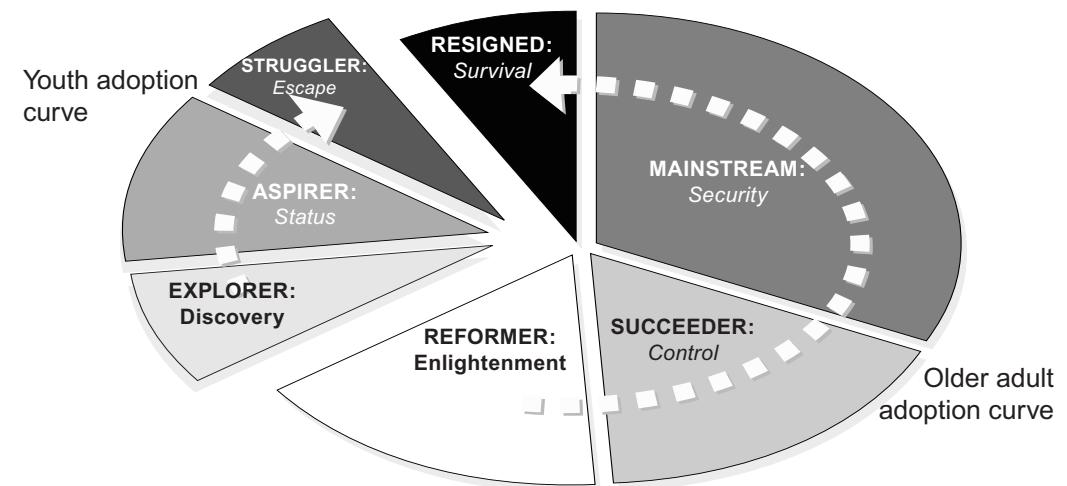 Youth adoption
curve
STRUGGLER:
Escape
RESIGNED:
Survival
MAINSTREAM:
Security
ASPIRER:
Status
EXPLORER:
Discovery
REFORMER:
Enlightenment
SUCCEEDER:
Control
Older adult
adoption curve